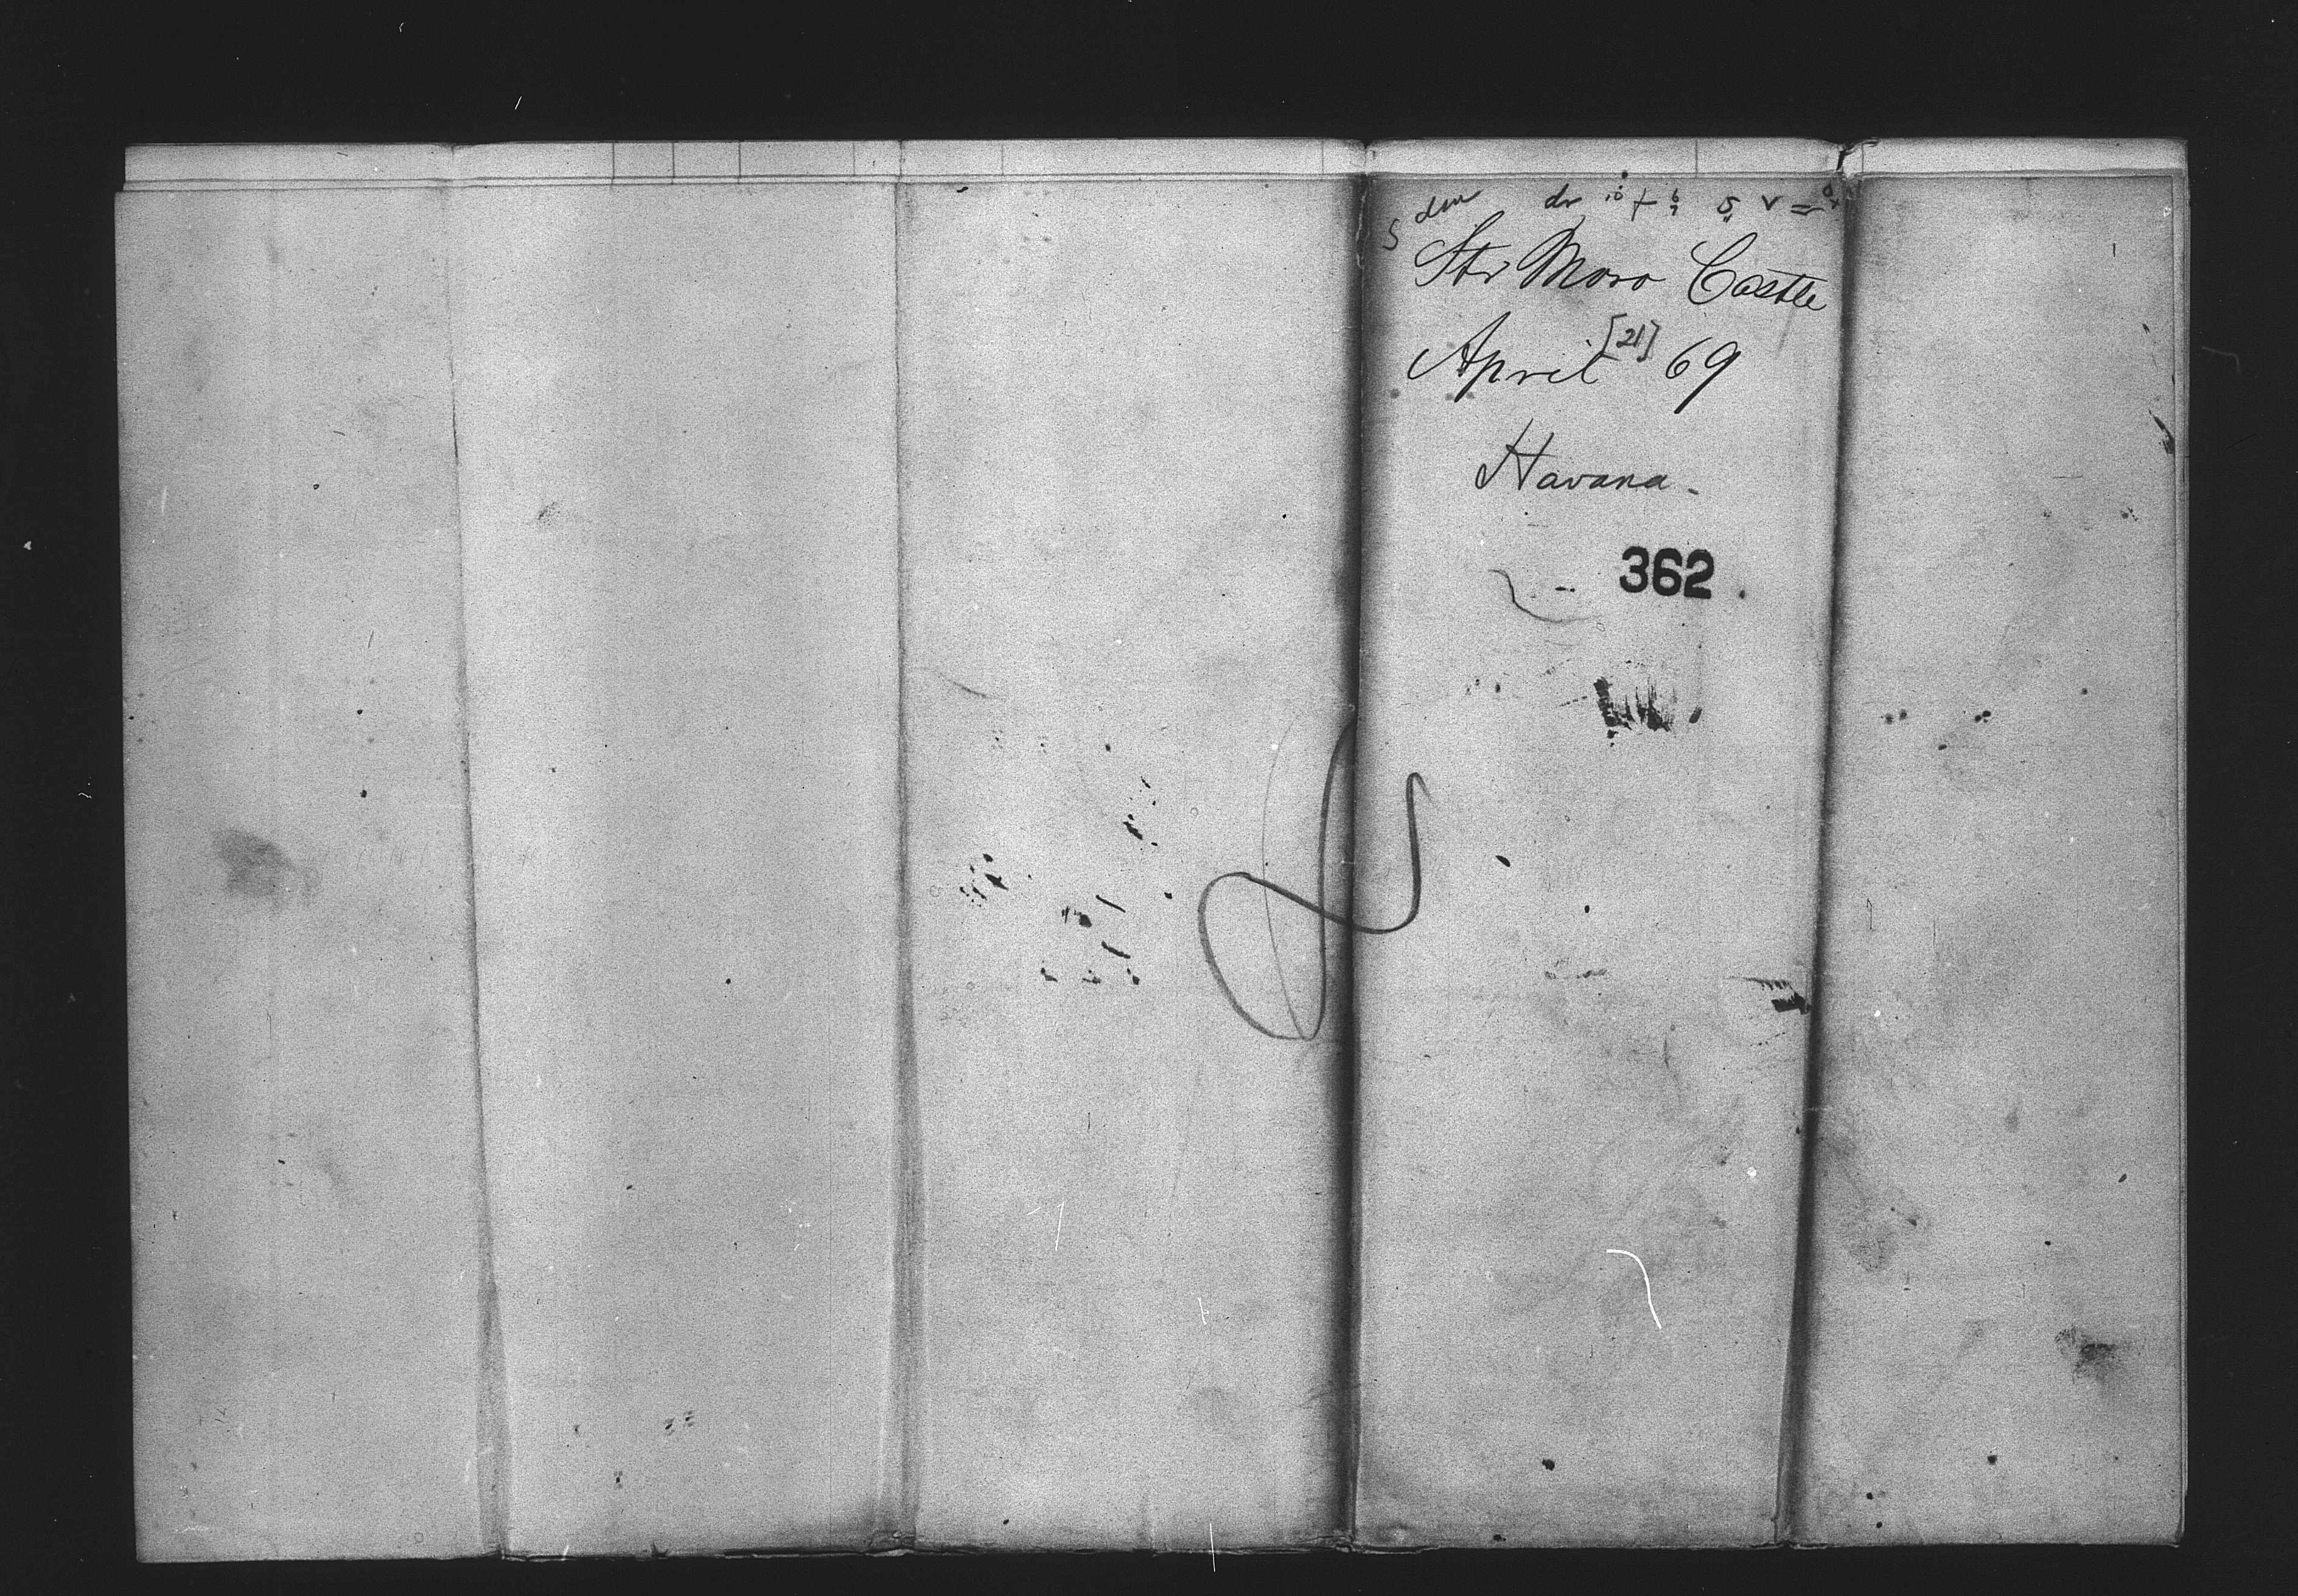 Str Moro Castle
April [21] 69
Havana.
362